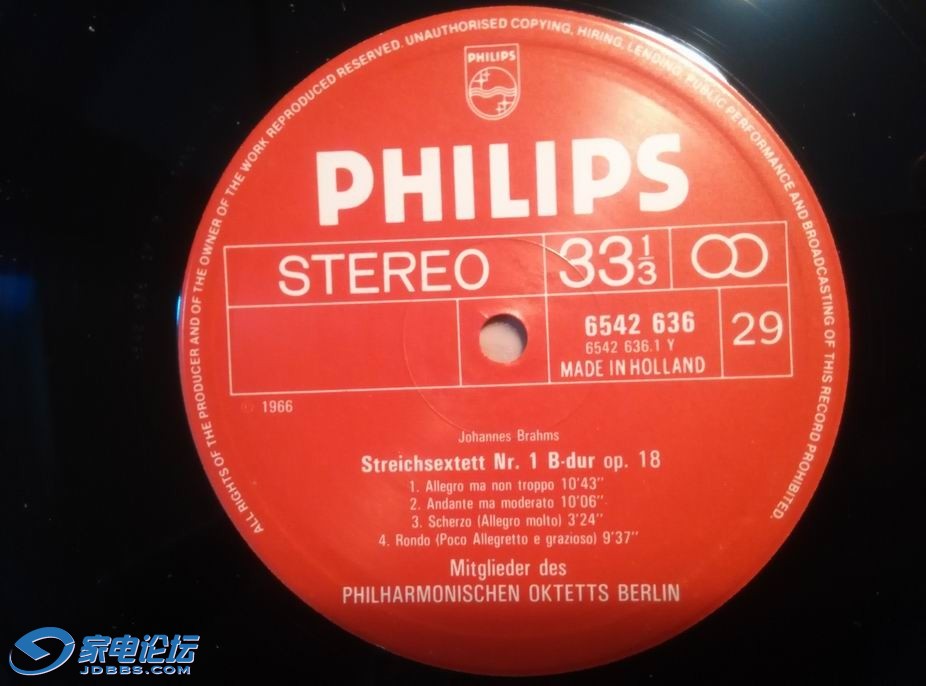 ALL RIGHTS OF THE PRODUCER AND OF THE OWNER OF THE WORK REPRODUCED RESERVED. UNAUTHORISED COPYING, HIRING, LENDING, PUBLIC PERFORMANCE AND BROADCASTING OF THIS RECORD PROHIBITED.
PHILIPS
PHILIPS
STEREO
33 1/3
6542 636
6542 636.1 Y
MADE IN HOLLAND
29
℗ 1966
Johannes Brahms
Streichsextett Nr. 1 B-dur op. 18
1. Allegro ma non troppo 10'43"
2. Andante ma moderato 10'06"
3. Scherzo (Allegro molto) 3'24"
4. Rondo (Poco Allegretto e grazioso) 9'37"
Mitglieder des
PHILHARMONISCHEN OKTETTS BERLIN
家电论坛
JDBBS.COM